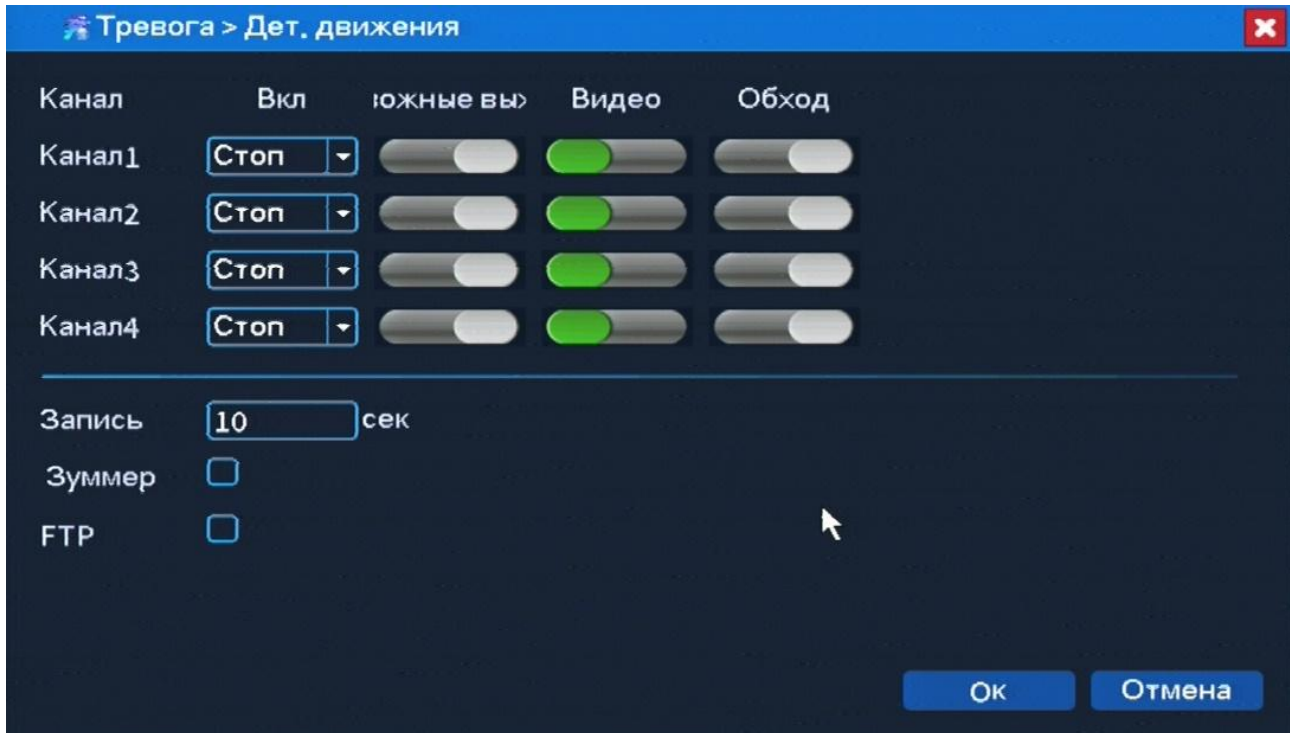 Тревога > Дет. движения
Канал Вкл ожные вы Видео Обход
Канал1 Стоп
Канал2 Стоп
Канал3 Стоп
Канал4 Стоп
Запись 10 сек
Зуммер
FTP
Ок Отмена